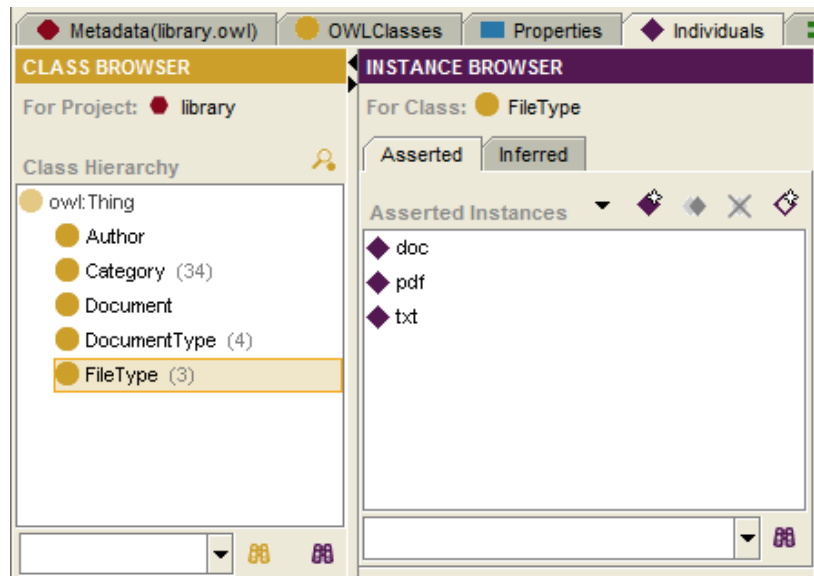 Metadata(library.owl) OWLClasses Properties Individuals
CLASS BROWSER
For Project: library
Class Hierarchy
owl:Thing
Author
Category (34)
Document
DocumentType (4)
FileType (3)
INSTANCE BROWSER
For Class: FileType
Asserted Inferred
Asserted Instances
doc
pdf
txt